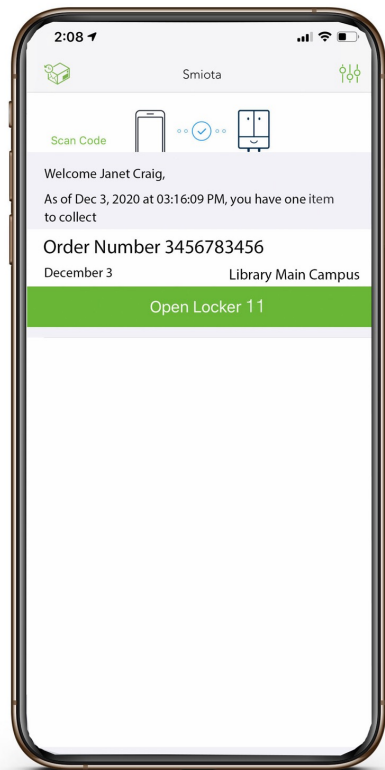 2:08
Smiota
Scan Code
Welcome Janet Craig,
As of Dec 3, 2020 at 03:16:09 PM, you have one item
to collect
Order Number 3456783456
December 3 Library Main Campus
Open Locker 11